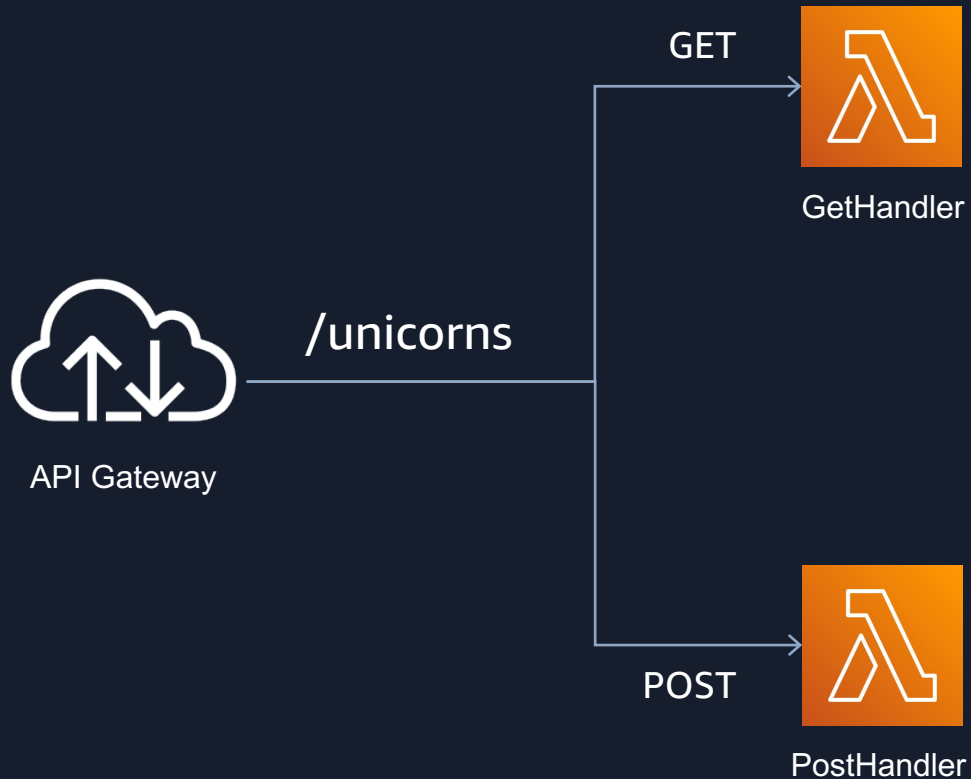 GET
GetHandler
/unicorns
API Gateway
POST
PostHandler